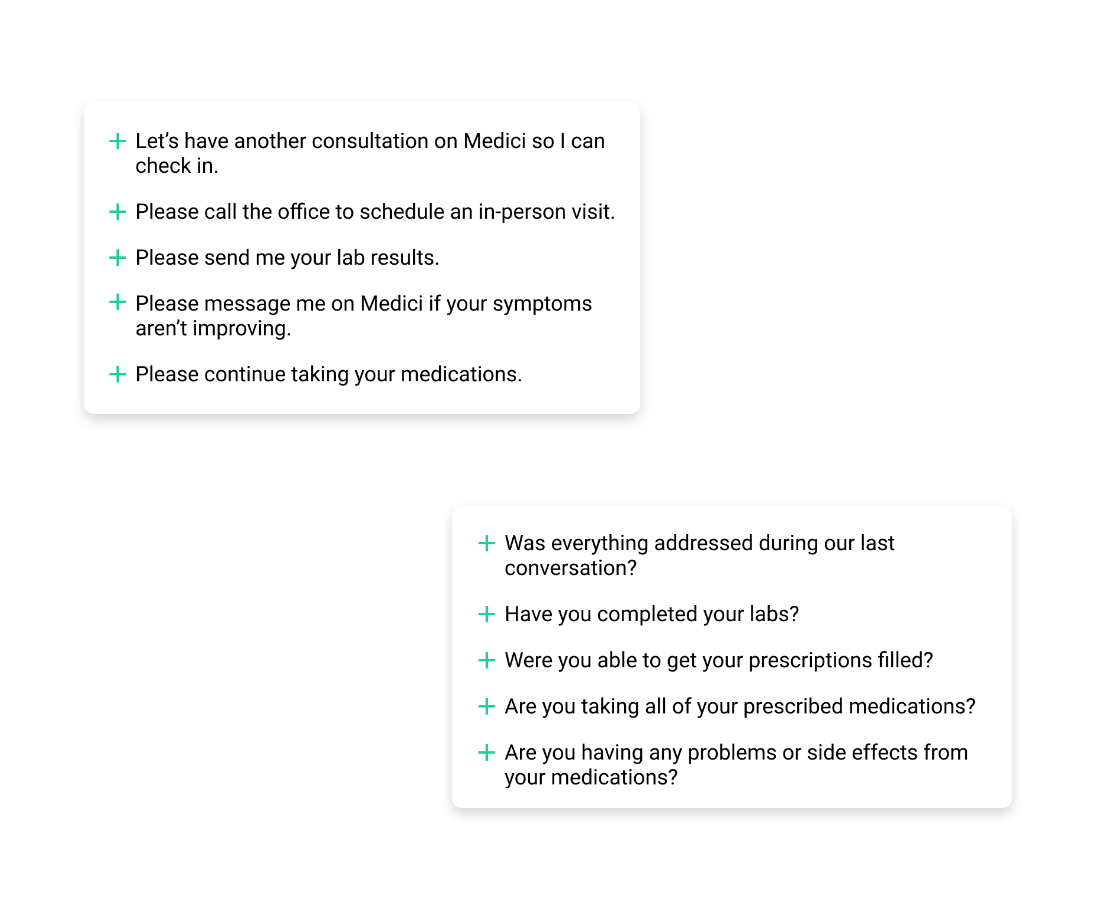 Let’s have another consultation on Medici so I can
check in.
Please call the office to schedule an in-person visit.
Please send me your lab results.
Please message me on Medici if your symptoms
aren’t improving.
Please continue taking your medications.
Was everything addressed during our last
conversation?
Have you completed your labs?
Were you able to get your prescriptions filled?
Are you taking all of your prescribed medications?
Are you having any problems or side effects from
your medications?